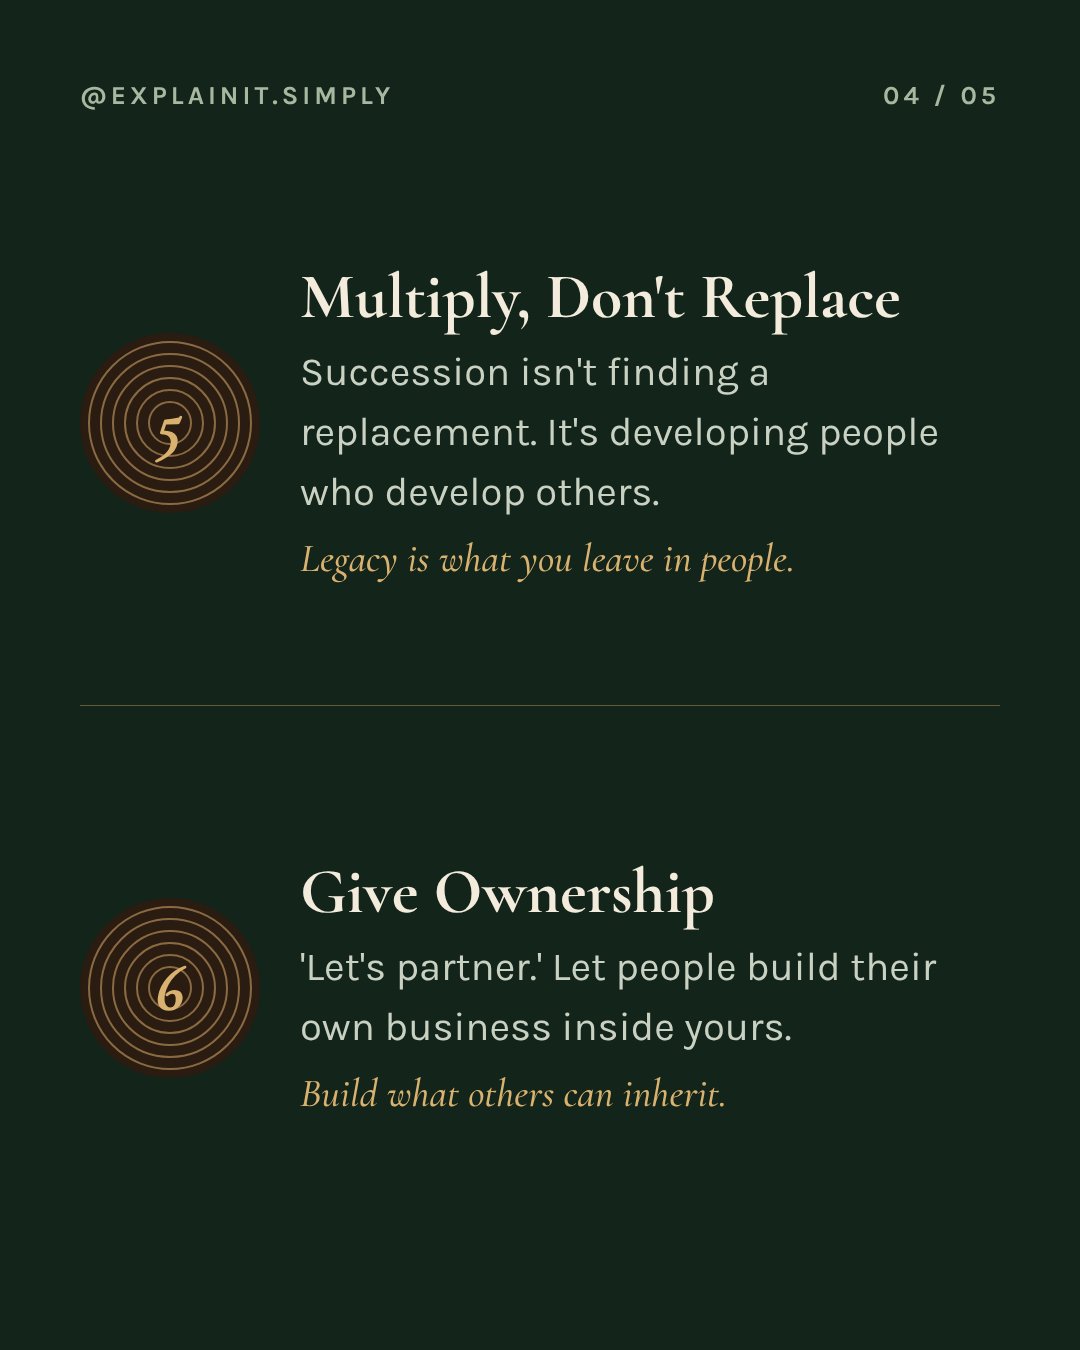 @EXPLAINIT.SIMPLY
04 / 05
5
Multiply, Don't Replace
Succession isn't finding a
replacement. It's developing people
who develop others.
Legacy is what you leave in people.
6
Give Ownership
'Let's partner.' Let people build their
own business inside yours.
Build what others can inherit.